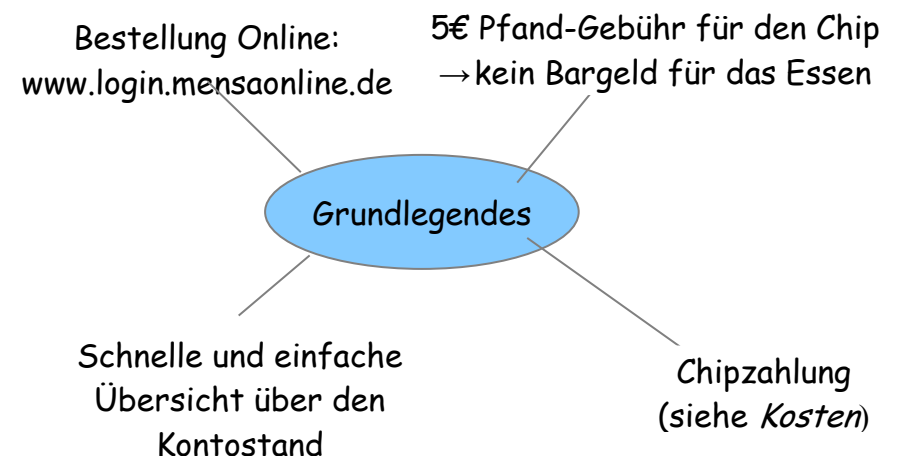 Bestellung Online:
www.login.mensaonline.de
5€ Pfand-Gebühr für den Chip
→kein Bargeld für das Essen
Grundlegendes
Schnelle und einfache
Übersicht über den
Kontostand
Chipzahlung
(siehe Kosten)